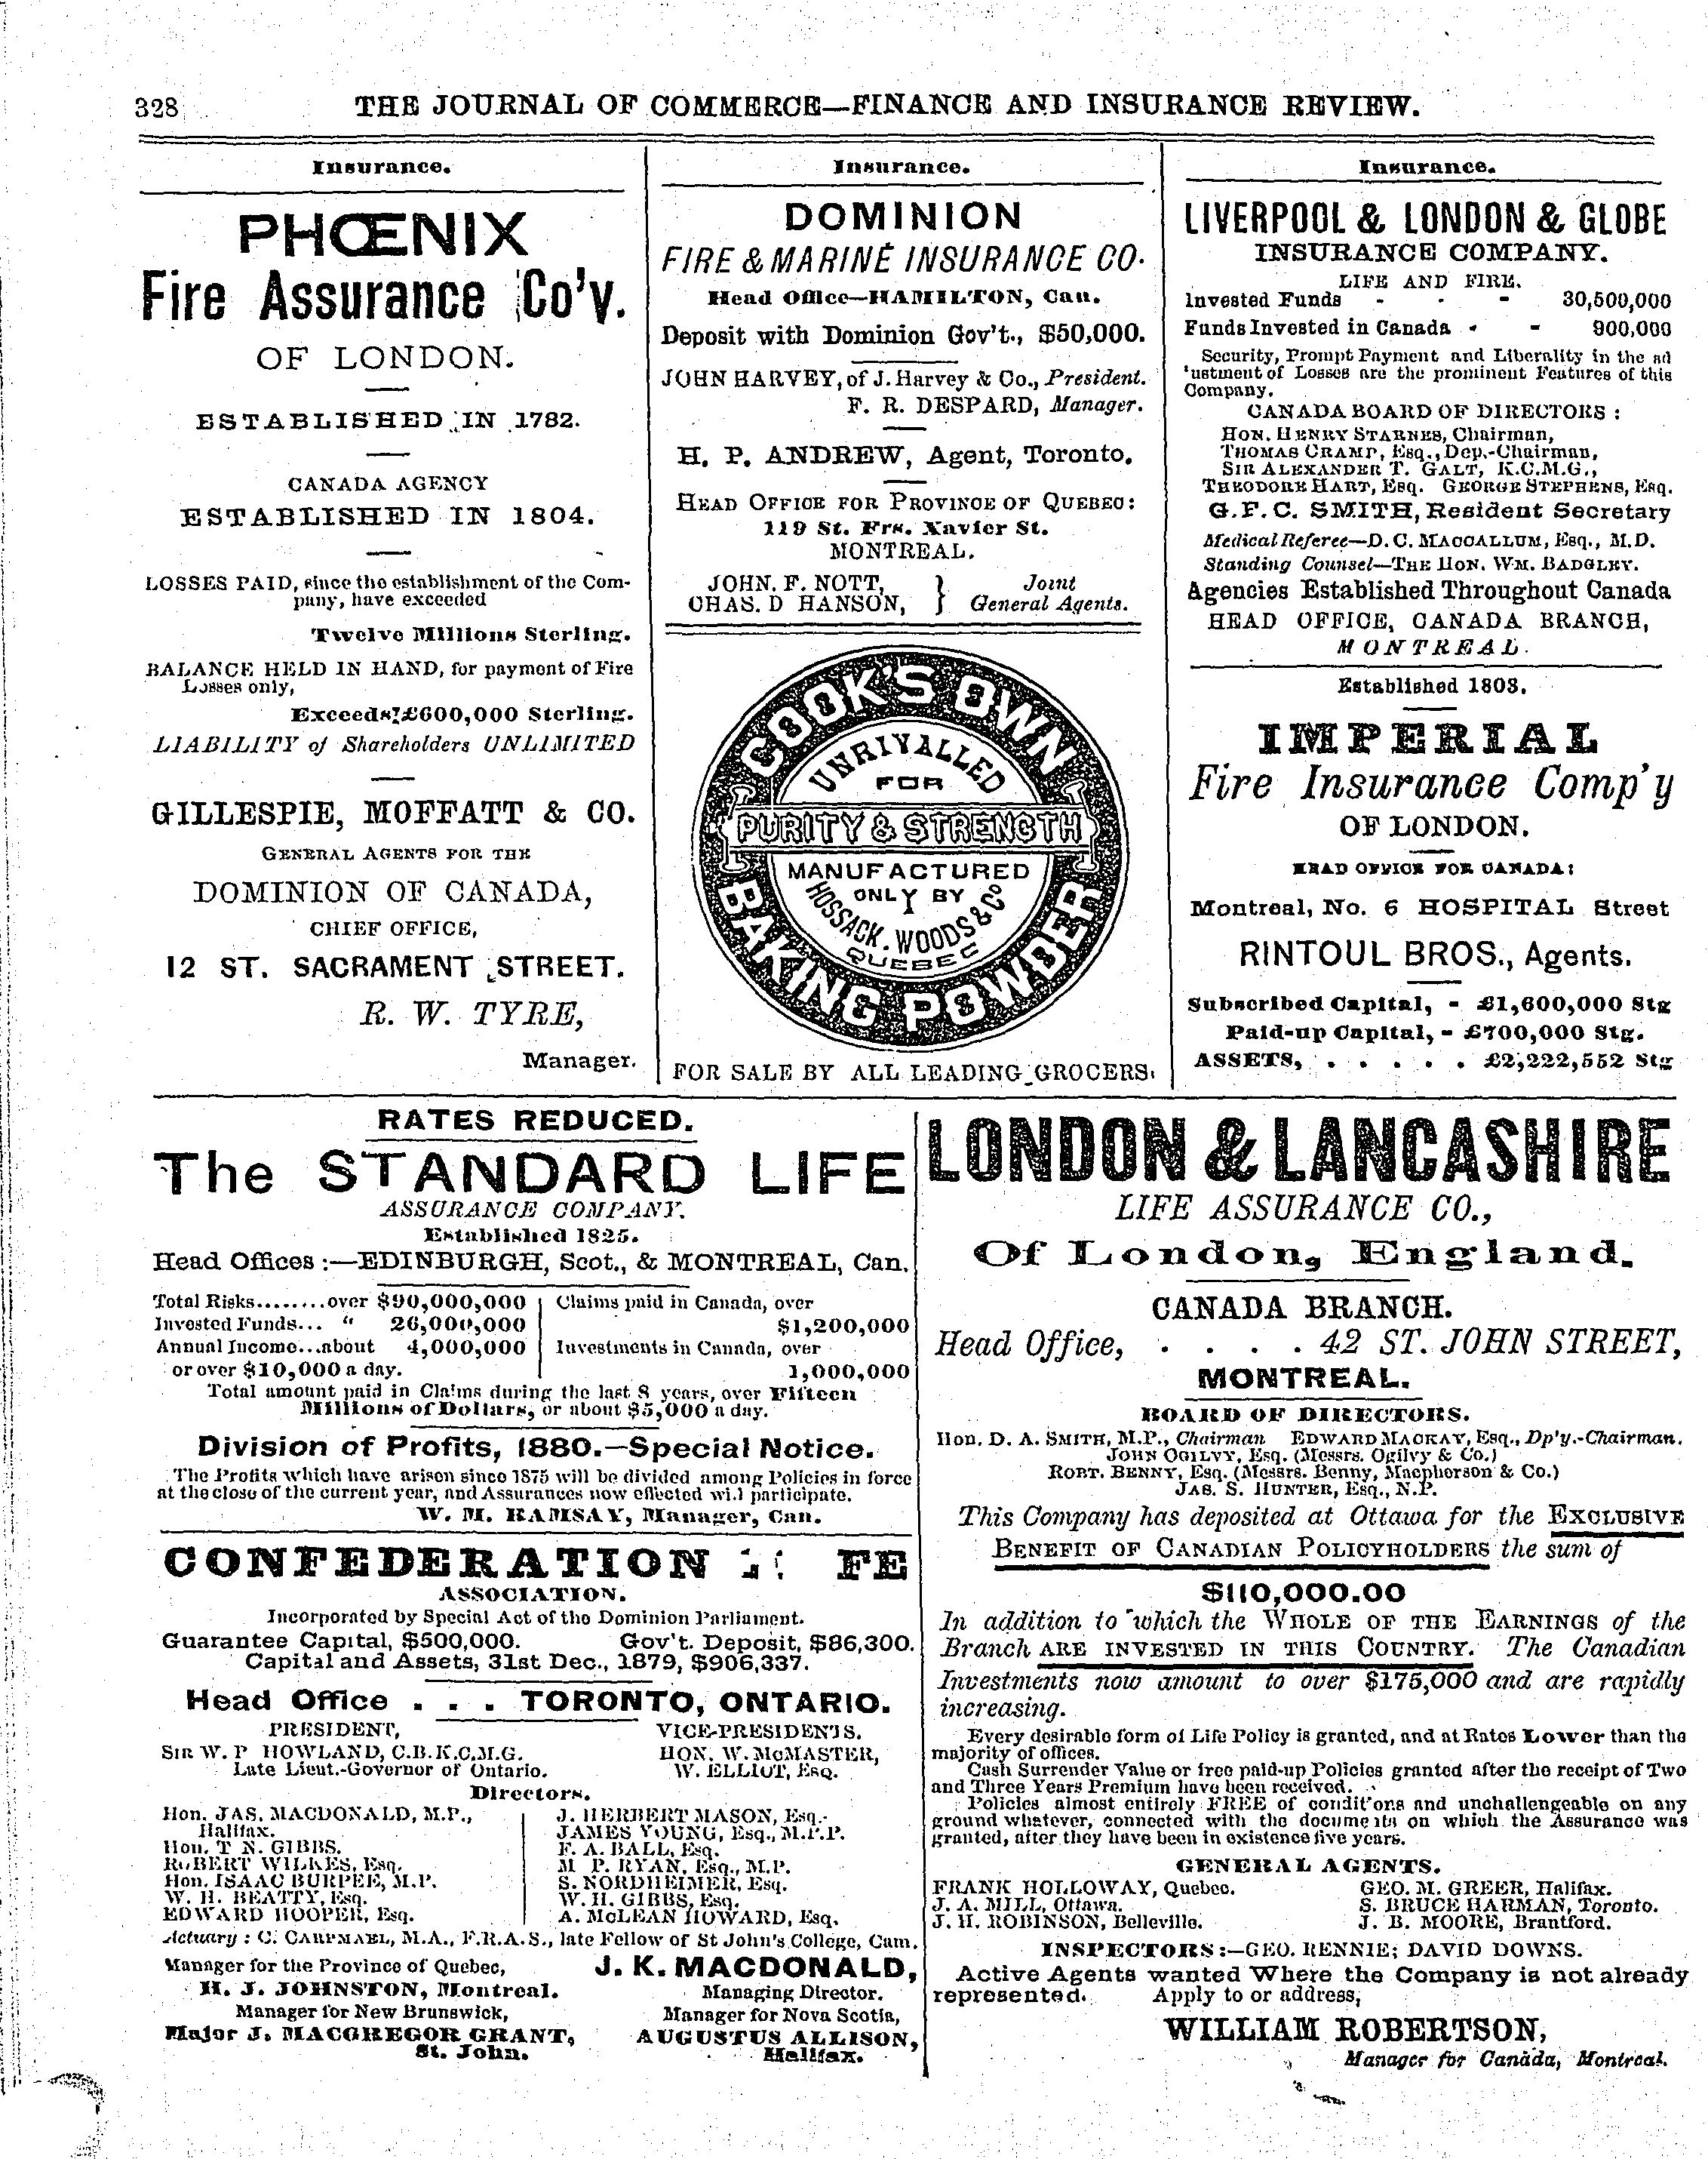 328
THE JOURNAL OF COMMERCE—FINANCE AND INSURANCE REVIEW.
Insurance.
PHŒNIX
Fire Assurance Co'y.
OF LONDON.
ESTABLISHED IN 1782.
CANADA AGENCY
ESTABLISHED IN 1804.
LOSSES PAID, since the establishment of the Com-
pany, have exceeded
Twelve Millions Sterling.
BALANCE HELD IN HAND, for payment of Fire
Losses only,
Exceeds £600,000 Sterling.
LIABILITY of Shareholders UNLIMITED
GILLESPIE, MOFFATT & CO.
GENERAL AGENTS FOR THE
DOMINION OF CANADA,
CHIEF OFFICE,
12 ST. SACRAMENT STREET.
R. W. TYRE,
Manager.
Insurance.
DOMINION
FIRE & MARINE INSURANCE CO.
Head Office—HAMILTON, Can.
Deposit with Dominion Gov't., $50,000.
JOHN HARVEY, of J. Harvey & Co., President.
F. R. DESPARD, Manager.
H. P. ANDREW, Agent, Toronto.
HEAD OFFICE FOR PROVINCE OF QUEBEC:
119 St. Frs. Xavier St.
MONTREAL.
JOHN. F. NOTT, } Joint
CHAS. D HANSON, } General Agents.
COOK'S OWN
UNRIVALLED
FOR
PURITY & STRENGTH
MANUFACTURED
ONLY BY
HOSSACK. WOODS & Co
QUEBEC
BAKING POWDER
FOR SALE BY ALL LEADING GROCERS.
Insurance.
LIVERPOOL & LONDON & GLOBE
INSURANCE COMPANY.
LIFE AND FIRE.
Invested Funds - - - 30,500,000
Funds Invested in Canada - - 900,000
Security, Prompt Payment and Liberality in the ad
'ustment of Losses are the prominent Features of this
Company.
CANADA BOARD OF DIRECTORS :
HON. HENRY STARNES, Chairman,
THOMAS CRAMP, Esq., Dep.-Chairman,
SIR ALEXANDER T. GALT, K.C.M.G.,
THEODORE HART, Esq. GEORGE STEPHENS, Esq.
G. F. C. SMITH, Resident Secretary
Medical Referee—D. C. MACCALLUM, Esq., M.D.
Standing Counsel—THE HON. WM. BADGLEY.
Agencies Established Throughout Canada
HEAD OFFICE, CANADA BRANCH,
MONTREAL.
Established 1803.
IMPERIAL
Fire Insurance Comp'y
OF LONDON.
HEAD OFFICE FOR CANADA:
Montreal, No. 6 HOSPITAL Street
RINTOUL BROS., Agents.
Subscribed Capital, - £1,600,000 Stg
Paid-up Capital, - £700,000 Stg.
ASSETS, . . . . . £2,222,552 Stg
RATES REDUCED.
The STANDARD LIFE
ASSURANCE COMPANY.
Established 1825.
Head Offices :—EDINBURGH, Scot., & MONTREAL, Can.
Total Risks........over $90,000,000
Invested Funds... " 26,000,000
Annual Income...about 4,000,000
or over $10,000 a day.
Claims paid in Canada, over
$1,200,000
Investments in Canada, over
1,000,000
Total amount paid in Claims during the last 8 years, over Fifteen
Millions of Dollars, or about $5,000 a day.
Division of Profits, 1880.—Special Notice.
The Profits which have arisen since 1875 will be divided among Policies in force
at the close of the current year, and Assurances now effected will participate.
W. M. RAMSAY, Manager, Can.
CONFEDERATION FE
ASSOCIATION.
Incorporated by Special Act of the Dominion Parliament.
Guarantee Capital, $500,000. Gov't. Deposit, $86,300.
Capital and Assets, 31st Dec., 1879, $906,337.
Head Office . . . TORONTO, ONTARIO.
PRESIDENT,
SIR W. P HOWLAND, C.B.K.C.M.G.
Late Lieut.-Governor of Ontario.
VICE-PRESIDENTS.
HON. W. McMASTER,
W. ELLIOT, ESQ.
Directors.
Hon. JAS. MACDONALD, M.P.,
Halifax.
Hon. T N. GIBBS.
ROBERT WILKES, Esq.
Hon. ISAAC BURPEE, M.P.
W. H. BEATTY, Esq.
EDWARD HOOPER, Esq.
J. HERBERT MASON, Esq.
JAMES YOUNG, Esq., M.P.P.
F. A. BALL, Esq.
M P. RYAN, Esq., M.P.
S. NORDHEIMER, Esq.
W. H. GIBBS, Esq.
A. McLEAN HOWARD, Esq.
Actuary : C. CARPMAEL, M.A., F.R.A.S., late Fellow of St John's College, Cam.
Manager for the Province of Quebec,
H. J. JOHNSTON, Montreal.
Manager for New Brunswick,
Major J. MACGREGOR GRANT,
St. John.
J. K. MACDONALD,
Managing Director.
Manager for Nova Scotia,
AUGUSTUS ALLISON,
Halifax.
LONDON & LANCASHIRE
LIFE ASSURANCE CO.,
Of London, England.
CANADA BRANCH.
Head Office, . . . . 42 ST. JOHN STREET,
MONTREAL.
BOARD OF DIRECTORS.
Hon. D. A. SMITH, M.P., Chairman EDWARD MACKAY, Esq., Dp'y.-Chairman.
JOHN OGILVY, Esq. (Messrs. Ogilvy & Co.)
ROBT. BENNY, Esq. (Messrs. Benny, Macpherson & Co.)
JAS. S. HUNTER, Esq., N.P.
This Company has deposited at Ottawa for the EXCLUSIVE
BENEFIT OF CANADIAN POLICYHOLDERS the sum of
$110,000.00
In addition to which the WHOLE OF THE EARNINGS of the
Branch ARE INVESTED IN THIS COUNTRY. The Canadian
Investments now amount to over $175,000 and are rapidly
increasing.
Every desirable form of Life Policy is granted, and at Rates Lower than the
majority of offices.
Cash Surrender Value or free paid-up Policies granted after the receipt of Two
and Three Years Premium have been received.
Policies almost entirely FREE of conditions and unchallengeable on any
ground whatever, connected with the documents on which the Assurance was
granted, after they have been in existence five years.
GENERAL AGENTS.
FRANK HOLLOWAY, Quebec.
J. A. MILL, Ottawa.
J. H. ROBINSON, Belleville.
GEO. M. GREER, Halifax.
S. BRUCE HARMAN, Toronto.
J. B. MOORE, Brantford.
INSPECTORS :—GEO. RENNIE; DAVID DOWNS.
Active Agents wanted Where the Company is not already
represented. Apply to or address,
WILLIAM ROBERTSON,
Manager for Canada, Montreal.